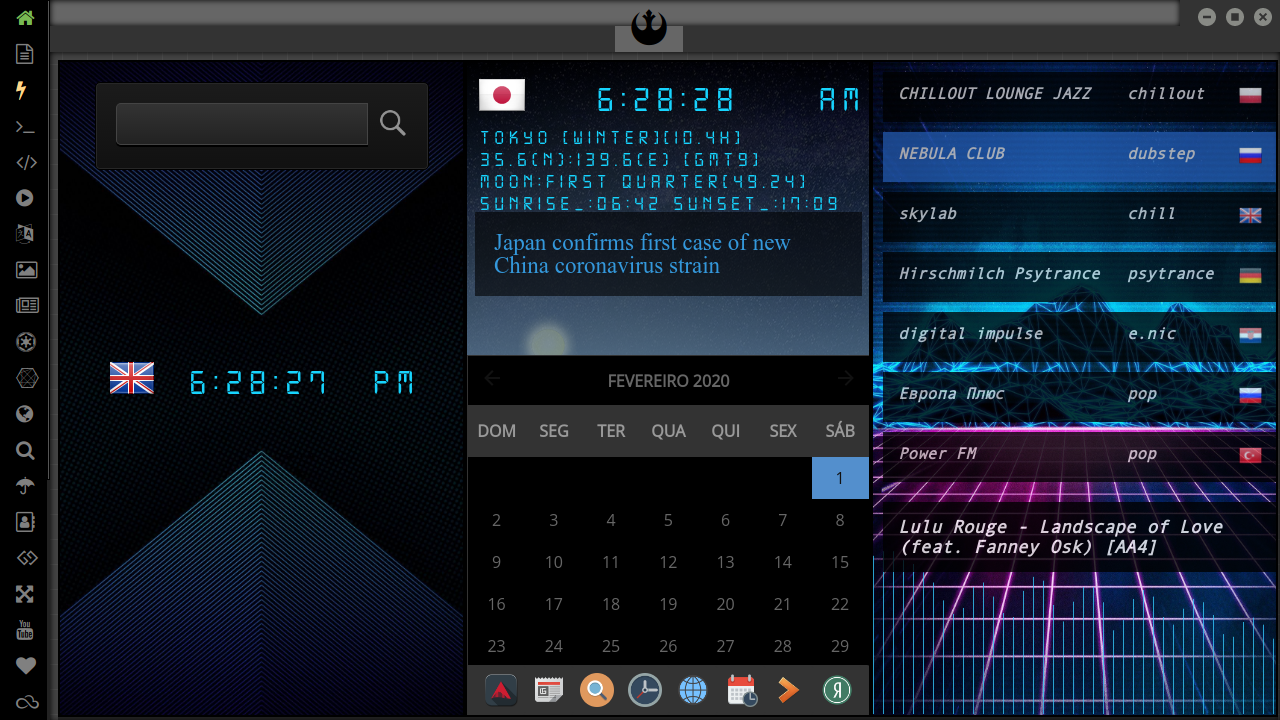 6:28:28 AM
TOKYO [WINTER][10.4H]
35.6(N):139.6(E) [GMT9]
MOON:FIRST QUARTER[49.24]
SUNRISE_:06:42 SUNSET_:17:09
Japan confirms first case of new
China coronavirus strain
6:28:27 PM
FEVEREIRO 2020
DOM SEG TER QUA QUI SEX SÁB
1
2 3 4 5 6 7 8
9 10 11 12 13 14 15
16 17 18 19 20 21 22
23 24 25 26 27 28 29
CHILLOUT LOUNGE JAZZ chillout
NEBULA CLUB dubstep
skylab chill
Hirschmilch Psytrance psytrance
digital impulse e.nic
Европа Плюс pop
Power FM pop
Lulu Rouge - Landscape of Love
(feat. Fanney Osk) [AA4]
You
Tube
Я